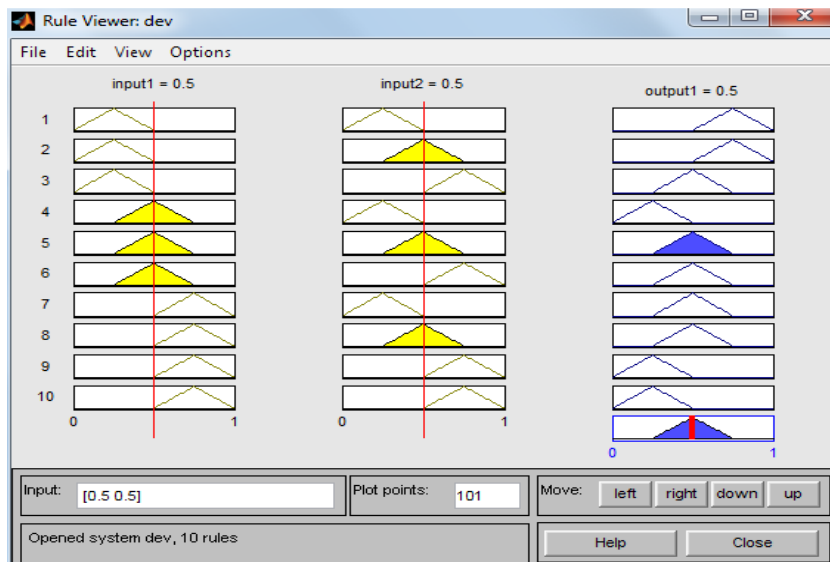 Rule Viewer: dev
File Edit View Options
input1 = 0.5 input2 = 0.5 output1 = 0.5
1
2
3
4
5
6
7
8
9
10
0 1 0 1
0 1
Input: [0.5 0.5] Plot points: 101 Move: left right down up
Opened system dev, 10 rules Help Close